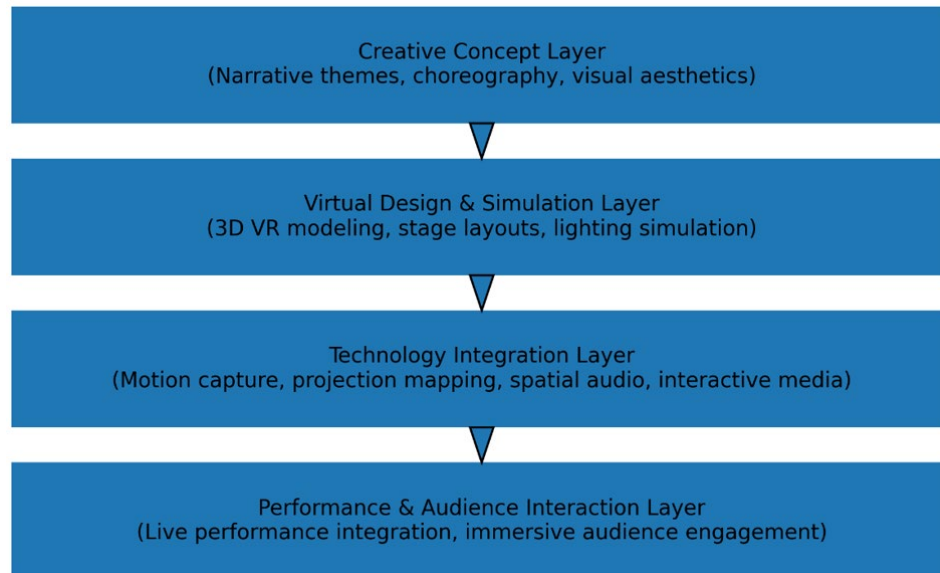 Creative Concept Layer
(Narrative themes, choreography, visual aesthetics)
Virtual Design & Simulation Layer
(3D VR modeling, stage layouts, lighting simulation)
Technology Integration Layer
(Motion capture, projection mapping, spatial audio, interactive media)
Performance & Audience Interaction Layer
(Live performance integration, immersive audience engagement)